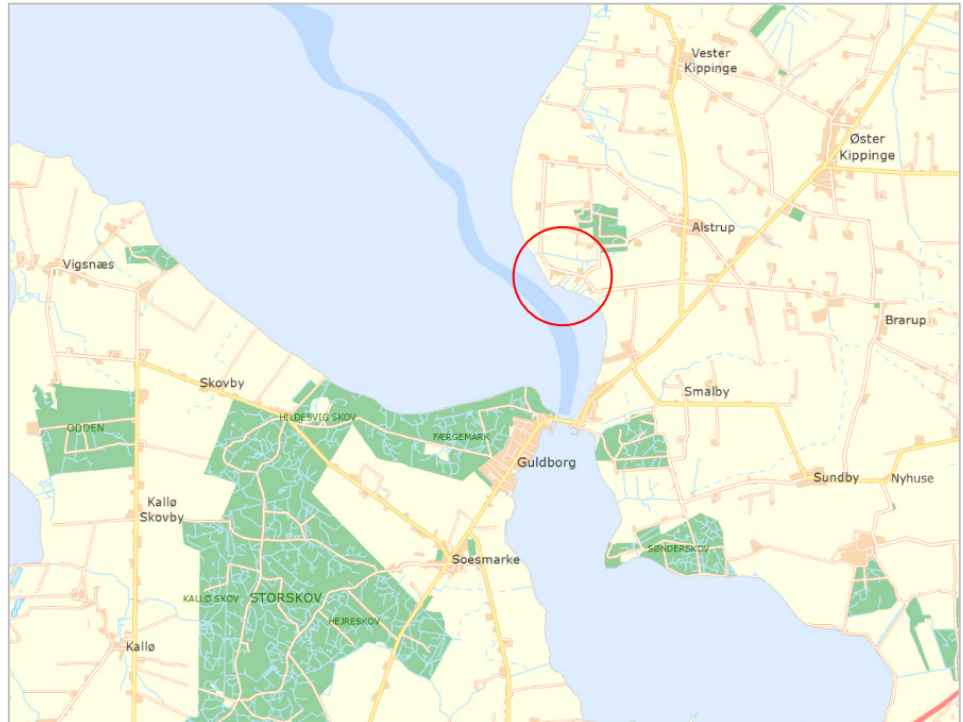 Vester
Kippinge
Øster
Kippinge
Alstrup
Vigsnæs
Brarup
Skovby
Smalby
HILDESVIG SKOV
ODDEN
FÆRGEMARK
Guldborg
Sundby
Nyhuse
Kallø
Skovby
SØNDERSKOV
Soesmarke
KALLØ SKOV
STORSKOV
HEJRESKOV
Kallø